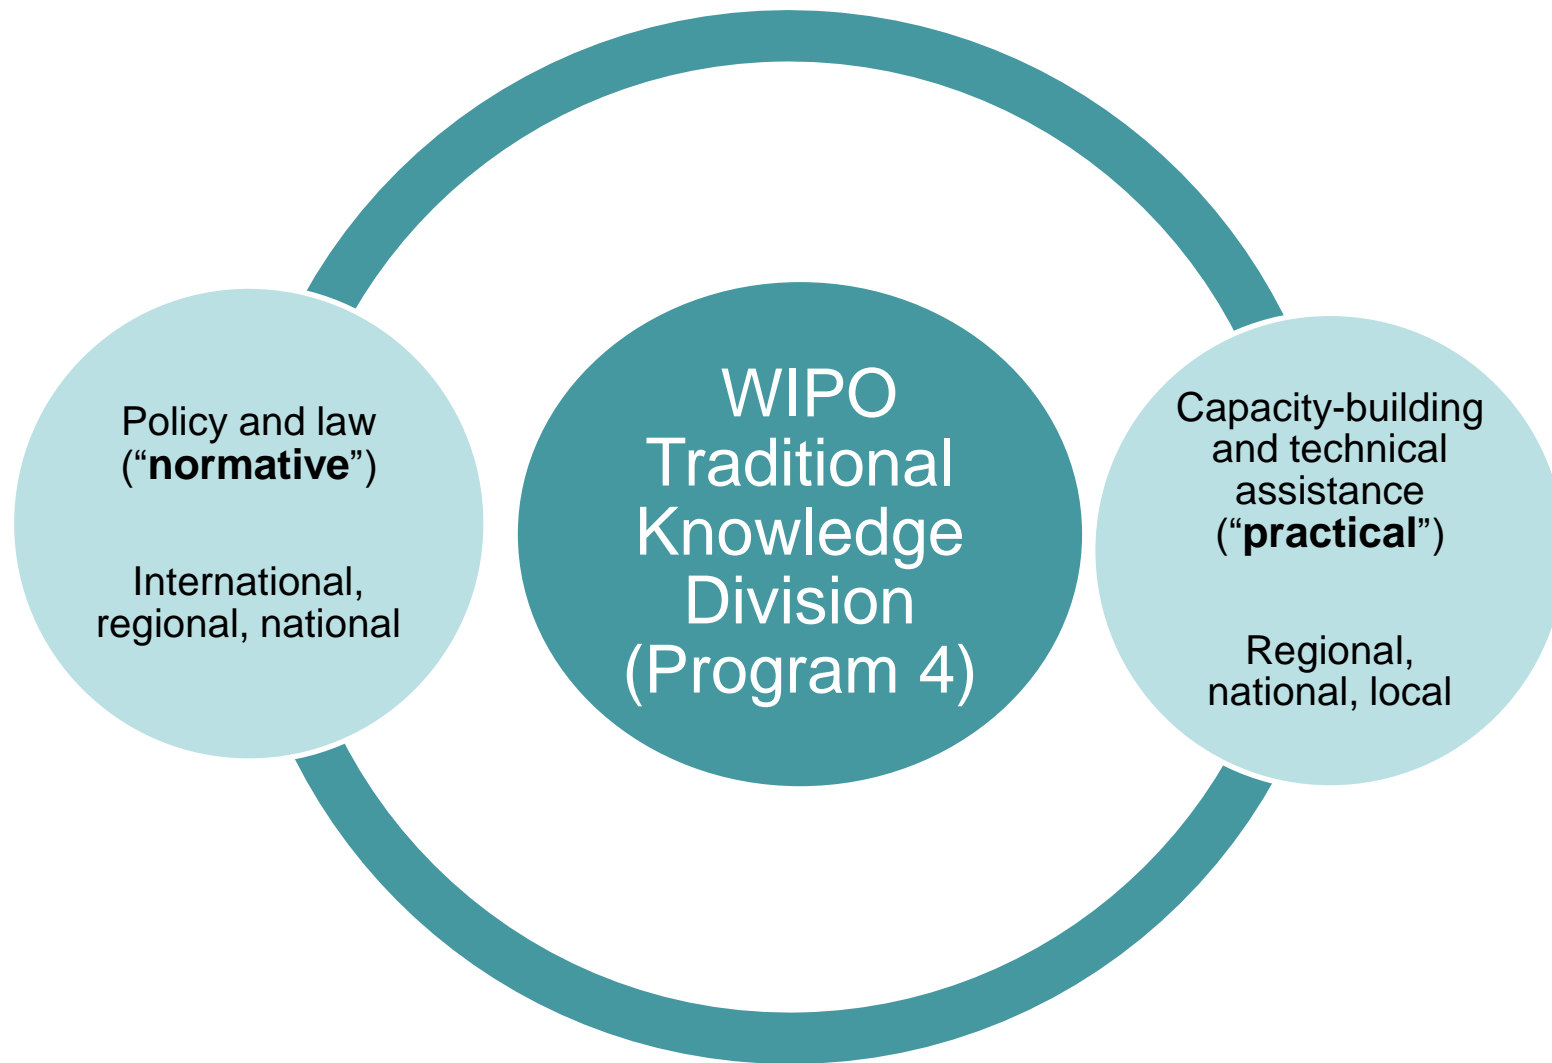 Policy and law
(“normative”)
International,
regional, national
WIPO
Traditional
Knowledge
Division
(Program 4)
Capacity-building
and technical
assistance
(“practical”)
Regional,
national, local